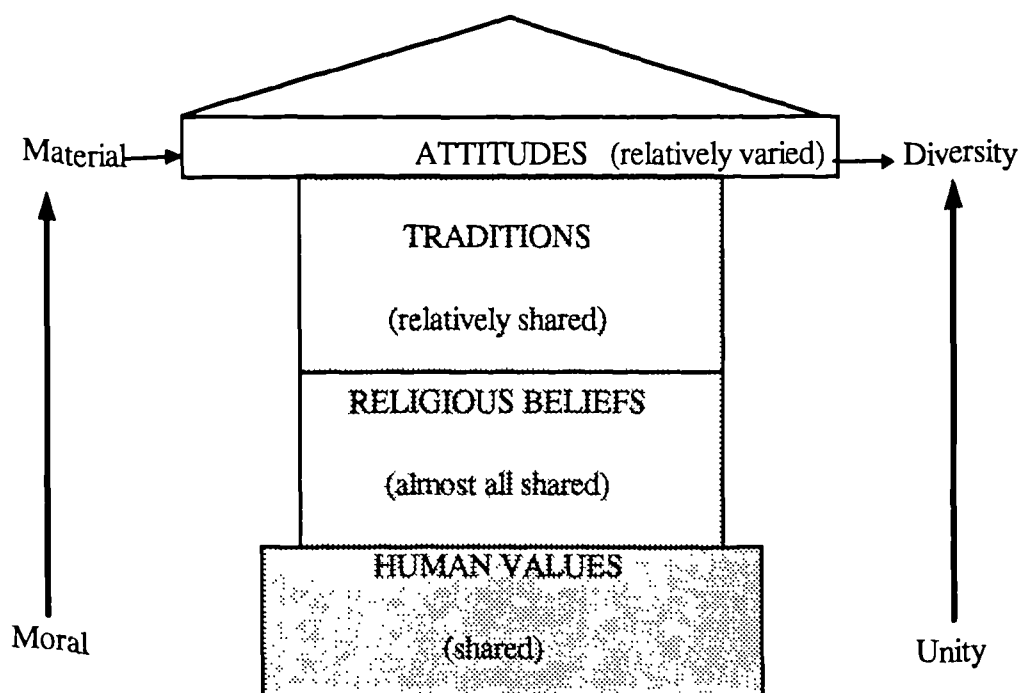 Material
ATTITUDES (relatively varied)
Diversity
TRADITIONS
(relatively shared)
RELIGIOUS BELIEFS
(almost all shared)
HUMAN VALUES
(shared)
Moral
Unity